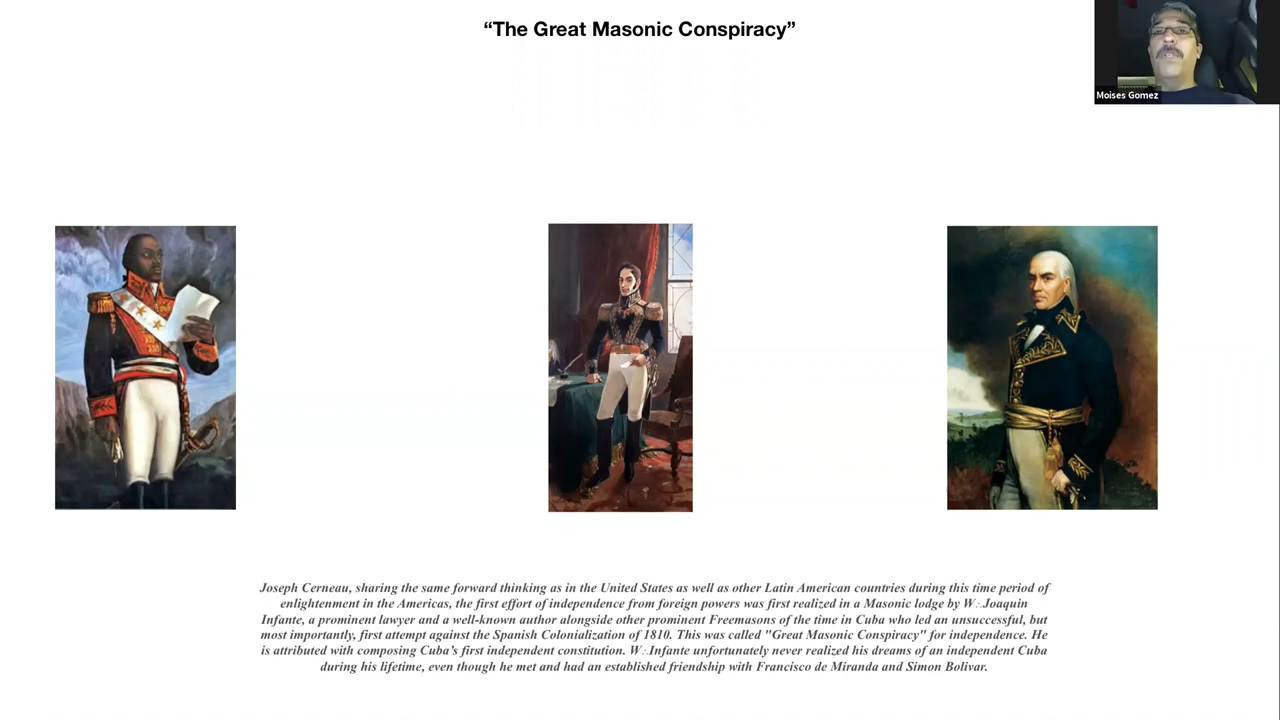 “The Great Masonic Conspiracy”
Moises Gomez
Joseph Cerneau, sharing the same forward thinking as in the United States as well as other Latin American countries during this time period of
enlightenment in the Americas, the first effort of independence from foreign powers was first realized in a Masonic lodge by W∴Joaquin
Infante, a prominent lawyer and a well-known author alongside other prominent Freemasons of the time in Cuba who led an unsuccessful, but
most importantly, first attempt against the Spanish Colonialization of 1810. This was called "Great Masonic Conspiracy" for independence. He
is attributed with composing Cuba’s first independent constitution. W∴Infante unfortunately never realized his dreams of an independent Cuba
during his lifetime, even though he met and had an established friendship with Francisco de Miranda and Simon Bolivar.